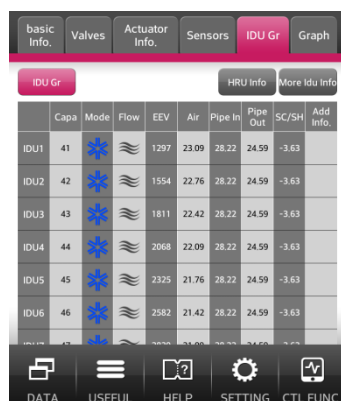 basic Info. Valves Actuator Info. Sensors IDU Gr Graph
IDU Gr HRU Info More Idu Info
Capa Mode Flow EEV Air Pipe In Pipe Out SC/SH Add Info.
IDU1 41 1297 23.09 28.22 24.59 -3.63
IDU2 42 1554 22.76 28.22 24.59 -3.63
IDU3 43 1811 22.42 28.22 24.59 -3.63
IDU4 44 2068 22.09 28.22 24.59 -3.63
IDU5 45 2325 21.76 28.22 24.59 -3.63
IDU6 46 2582 21.42 28.22 24.59 -3.63
DATA USEFUL HELP SETTING CTL FUNC